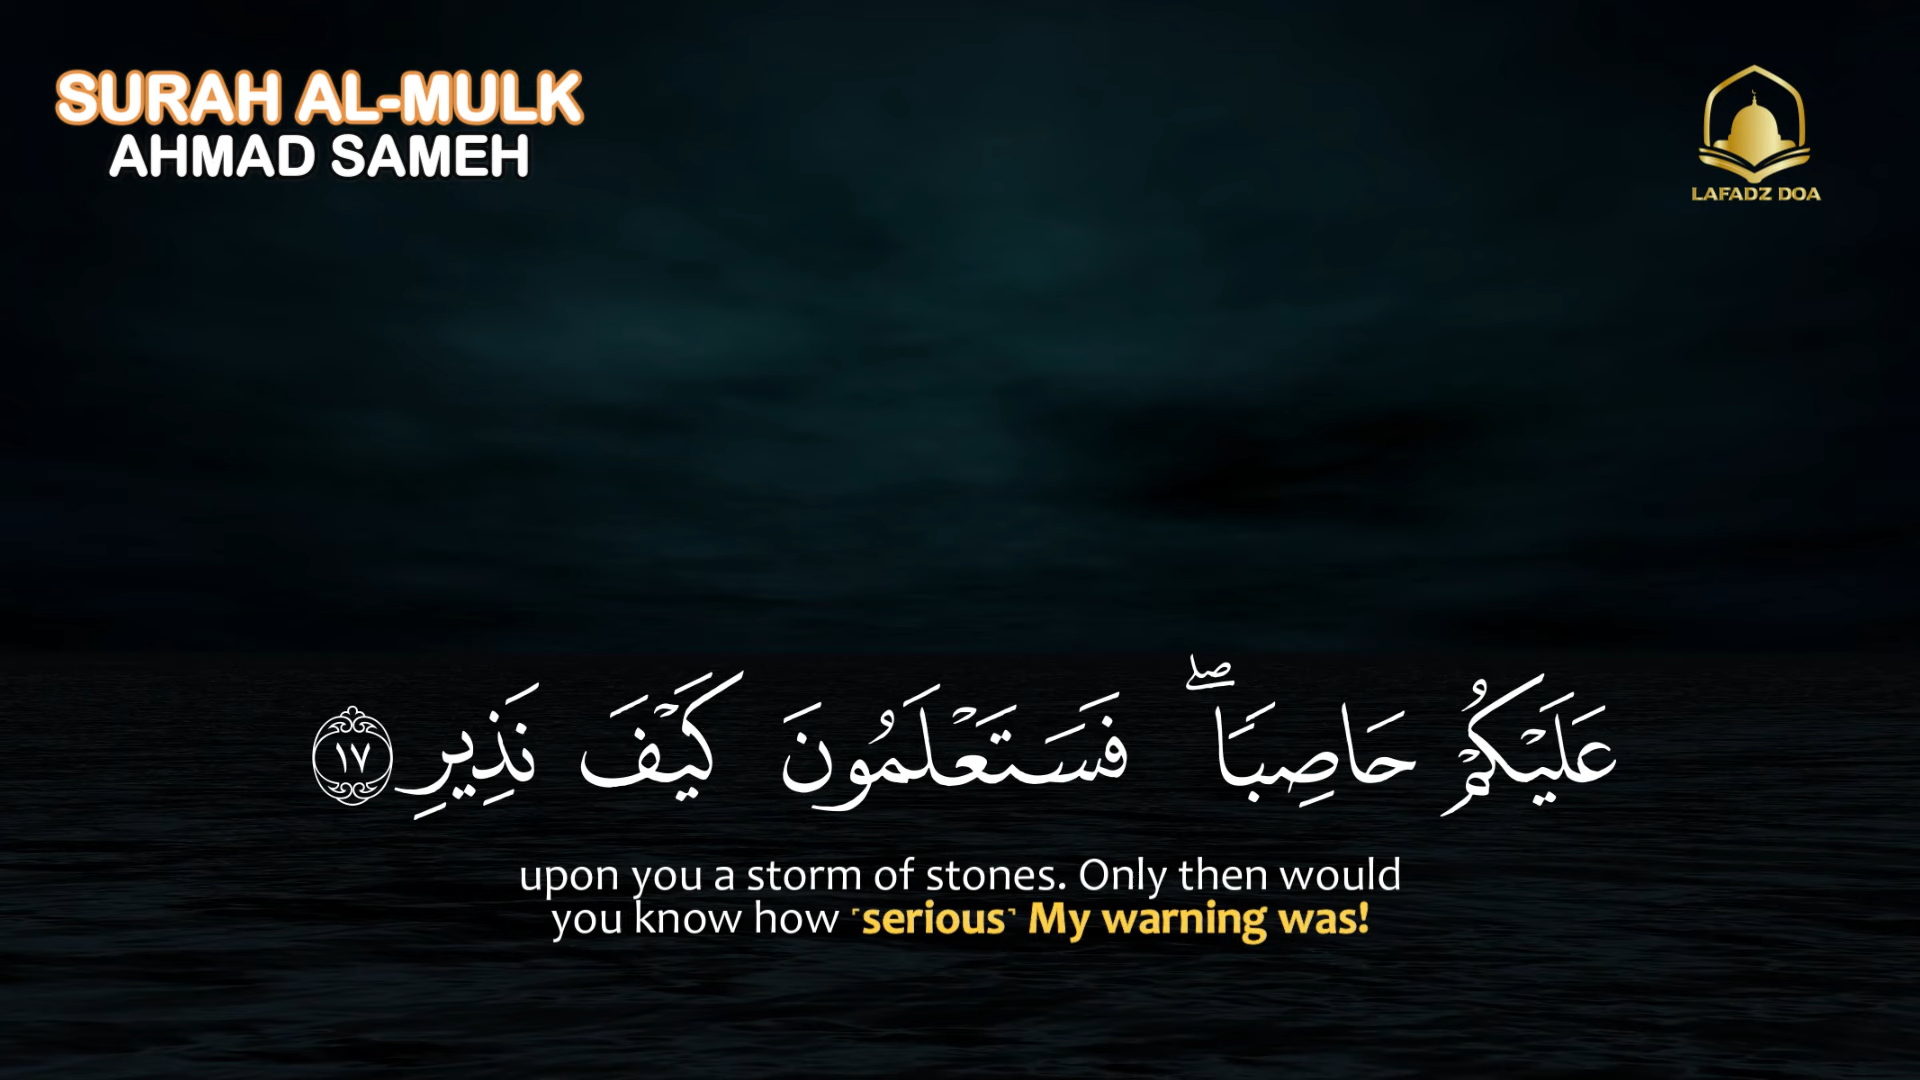 SURAH AL-MULK
AHMAD SAMEH
LAFADZ DOA
عَلَيْكُمْ حَاصِبًا ۖ فَسَتَعْلَمُونَ كَيْفَ نَذِيرِ ١٧
upon you a storm of stones. Only then would
you know how ˹serious˺ My warning was!